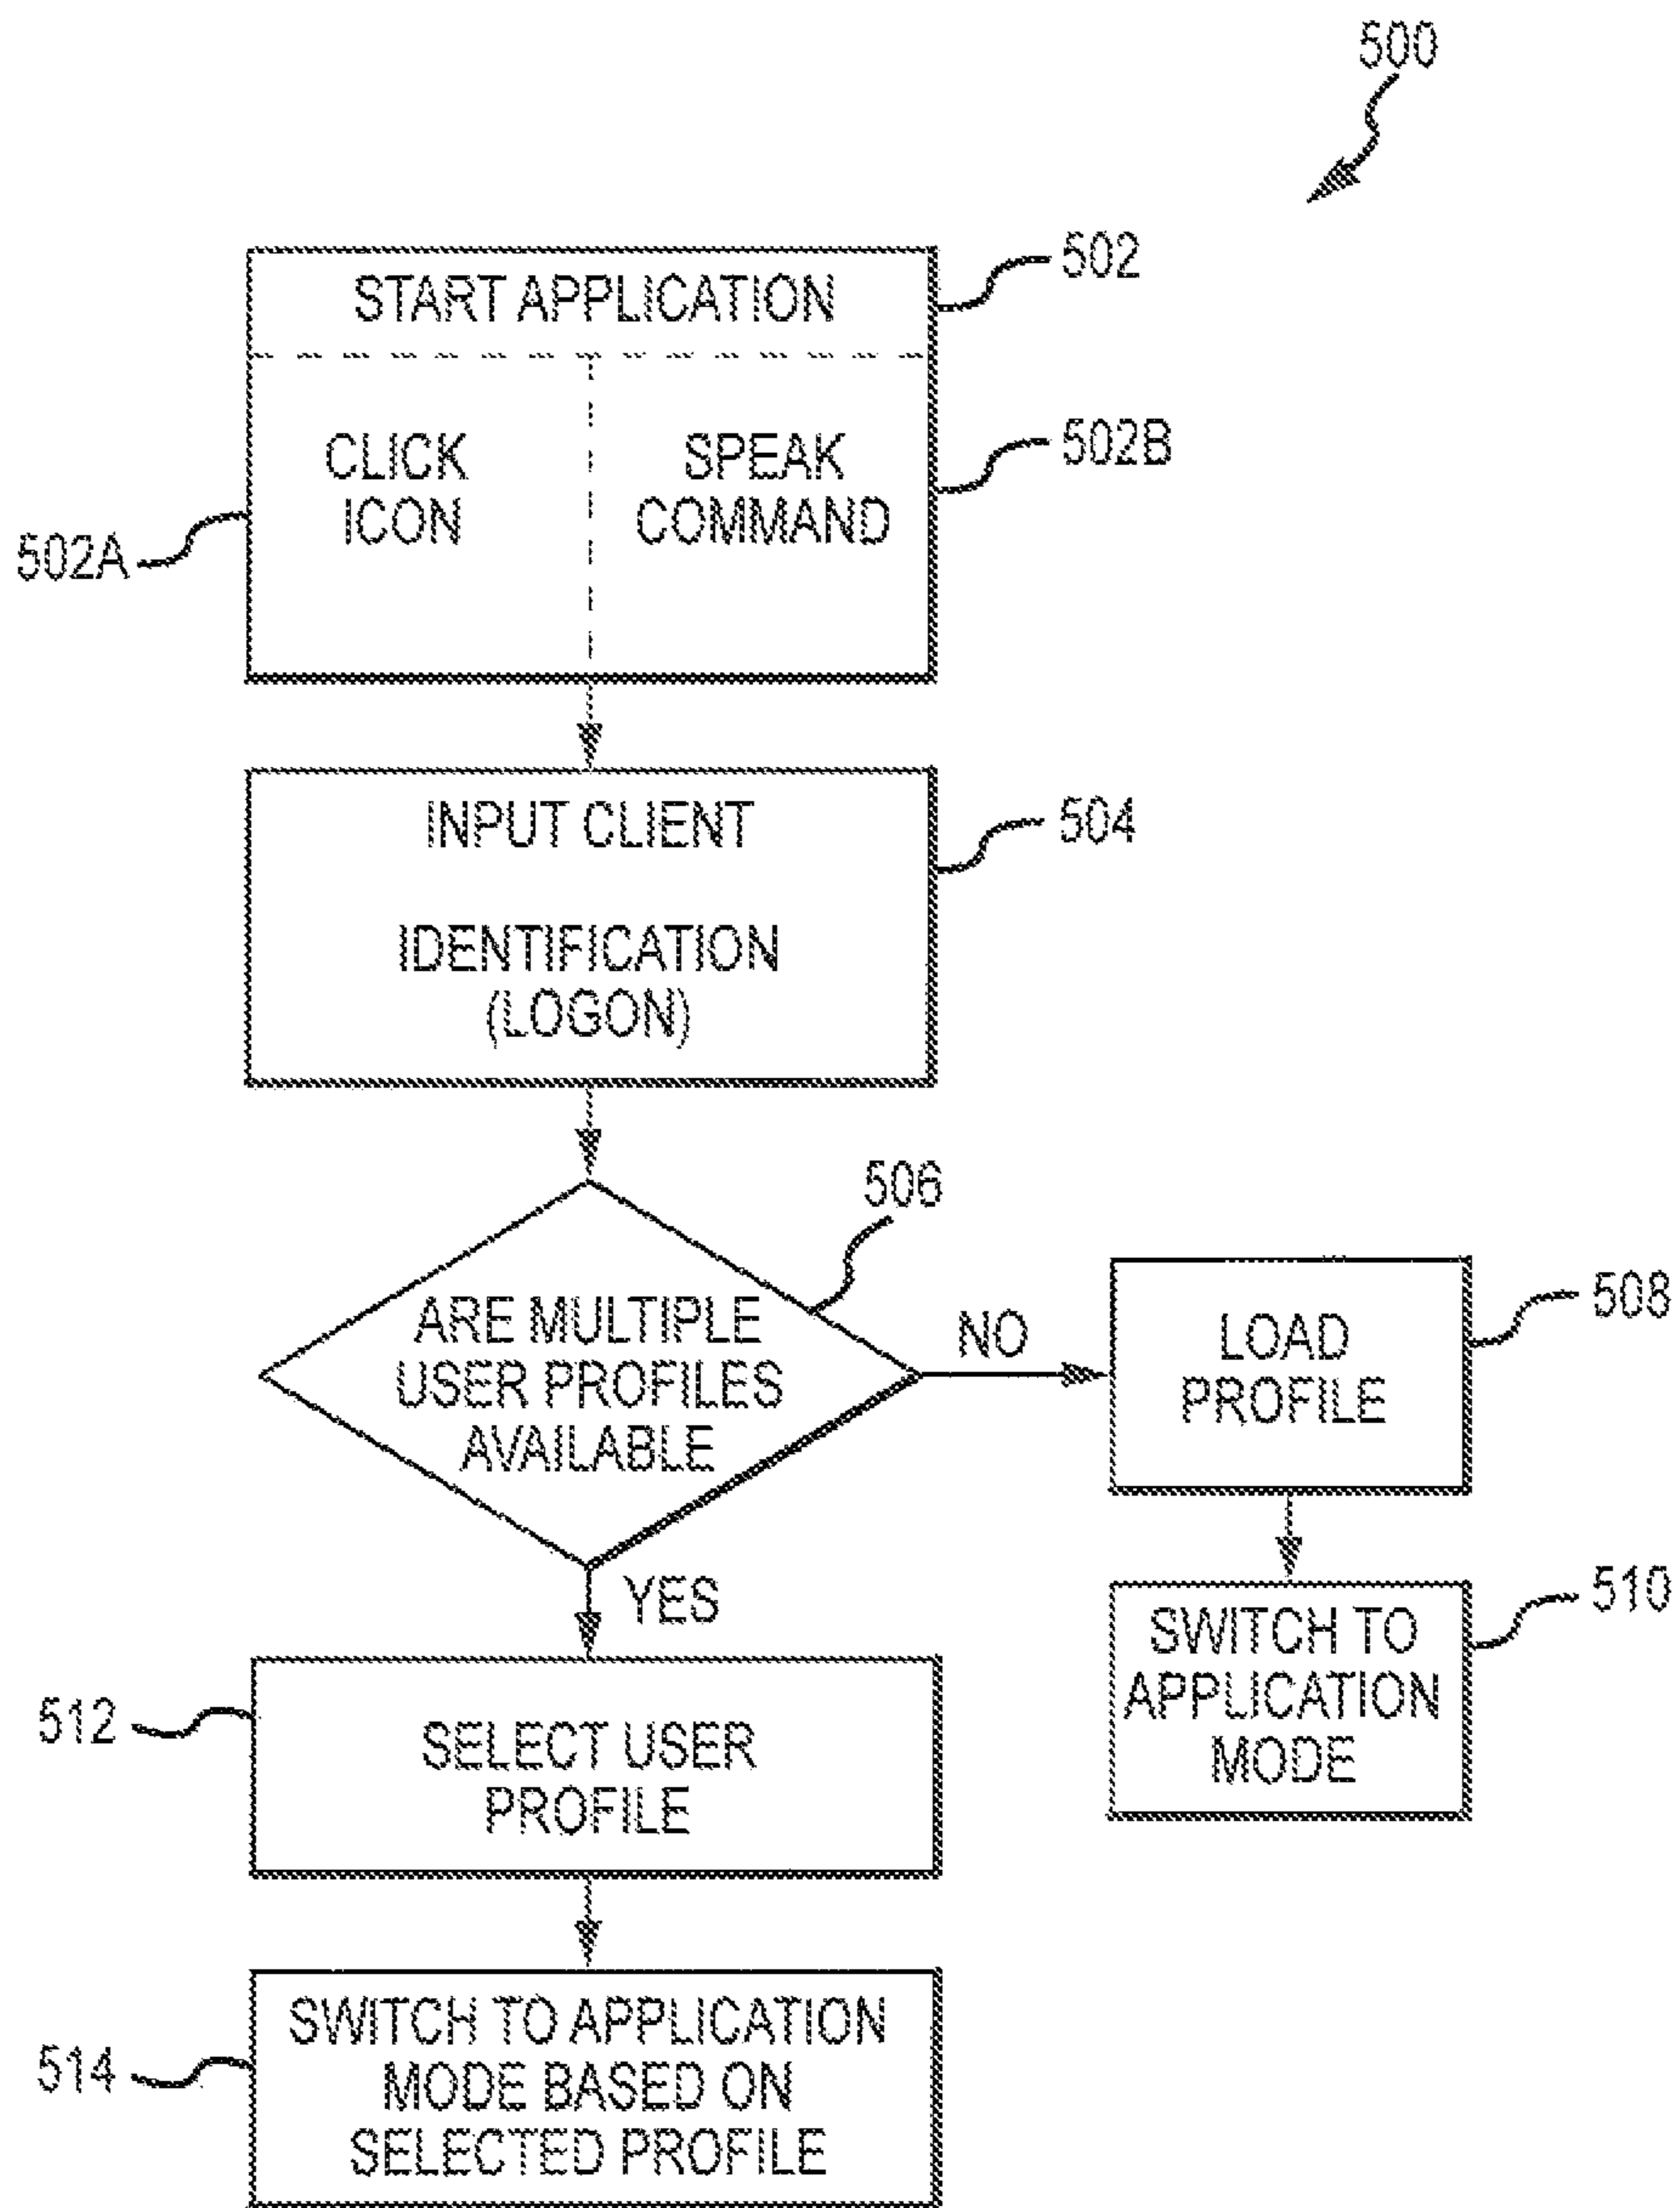 500
START APPLICATION
502
CLICK
ICON
SPEAK
COMMAND
502B
502A
INPUT CLIENT
IDENTIFICATION
(LOGON)
504
506
ARE MULTIPLE
USER PROFILES
AVAILABLE
NO
LOAD
PROFILE
508
YES
SWITCH TO
APPLICATION
MODE
510
512
SELECT USER
PROFILE
514
SWITCH TO APPLICATION
MODE BASED ON
SELECTED PROFILE